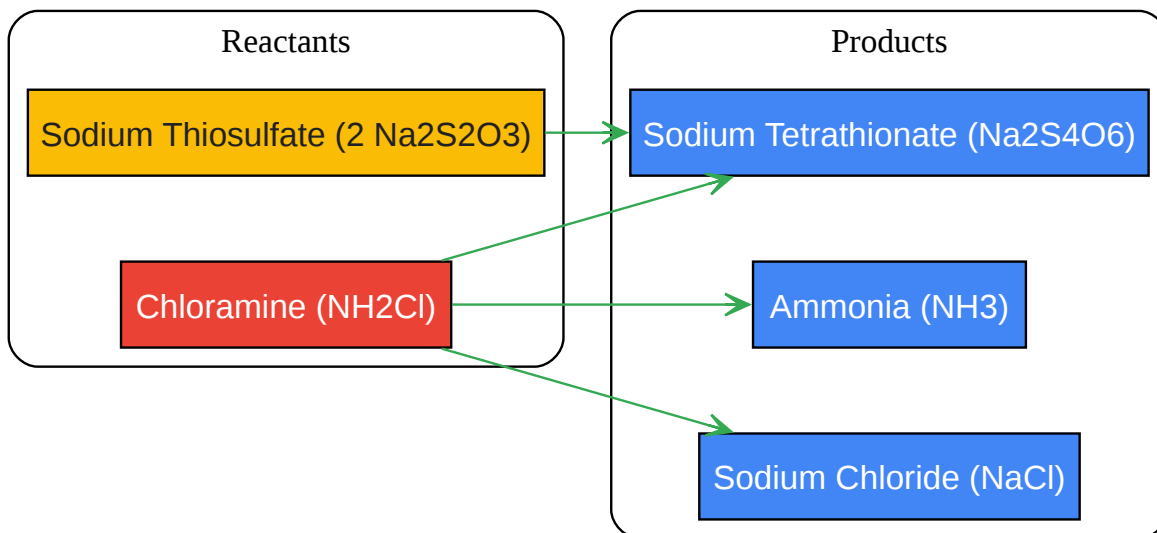 Reactants
Products
Sodium Thiosulfate (2 Na2S2O3)
Sodium Tetrathionate (Na2S4O6)
Chloramine (NH2Cl)
Ammonia (NH3)
Sodium Chloride (NaCl)